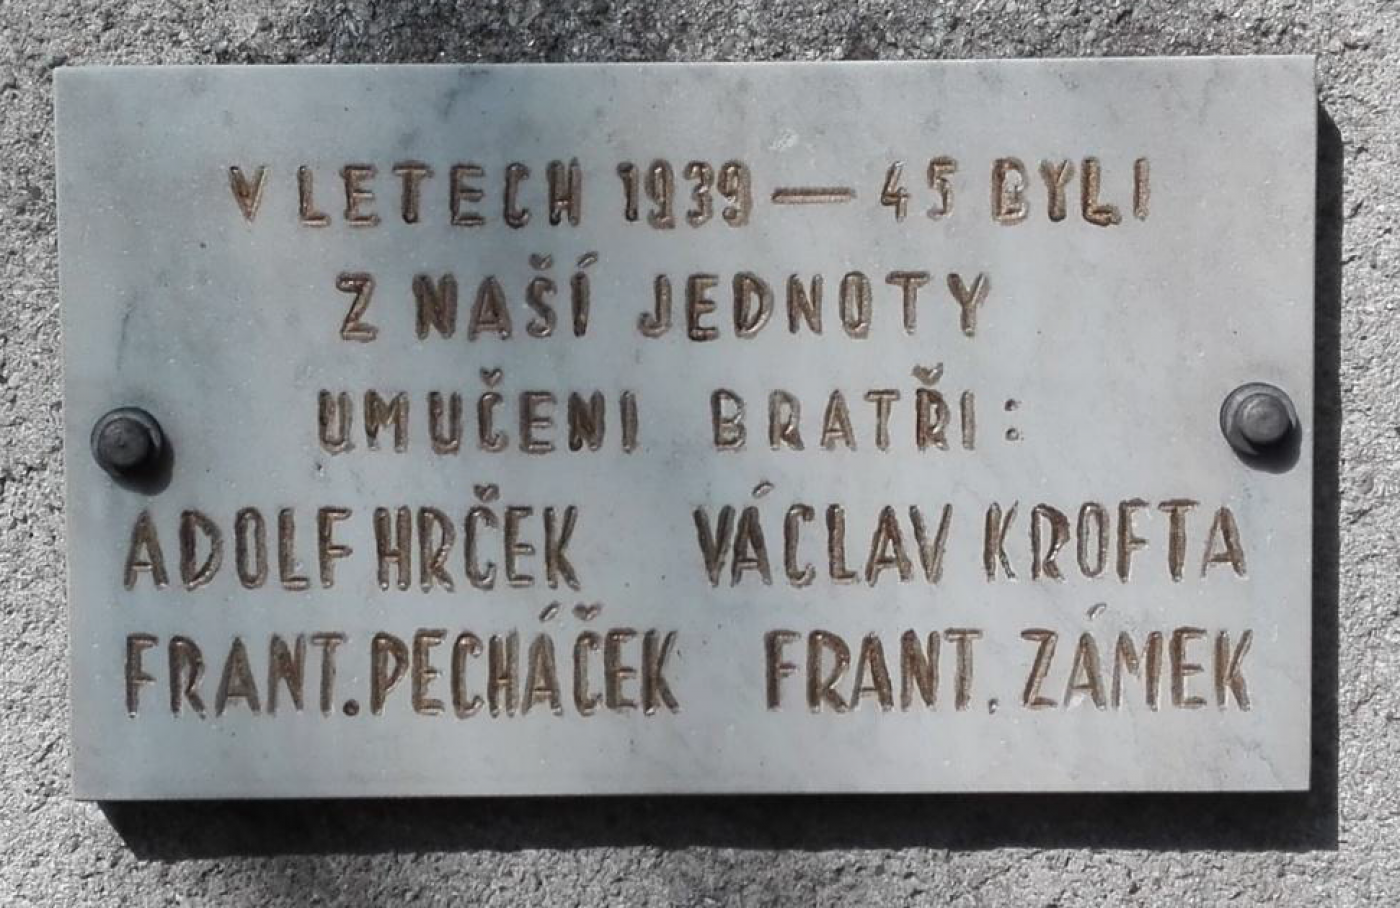 V LETECH 1939 — 45 BYLI
Z NAŠÍ JEDNOTY
UMUČENI BRATŘI:
ADOLF HRČEK VÁCLAV KROFTA
FRANT. PECHÁČEK FRANT. ZÁMEK